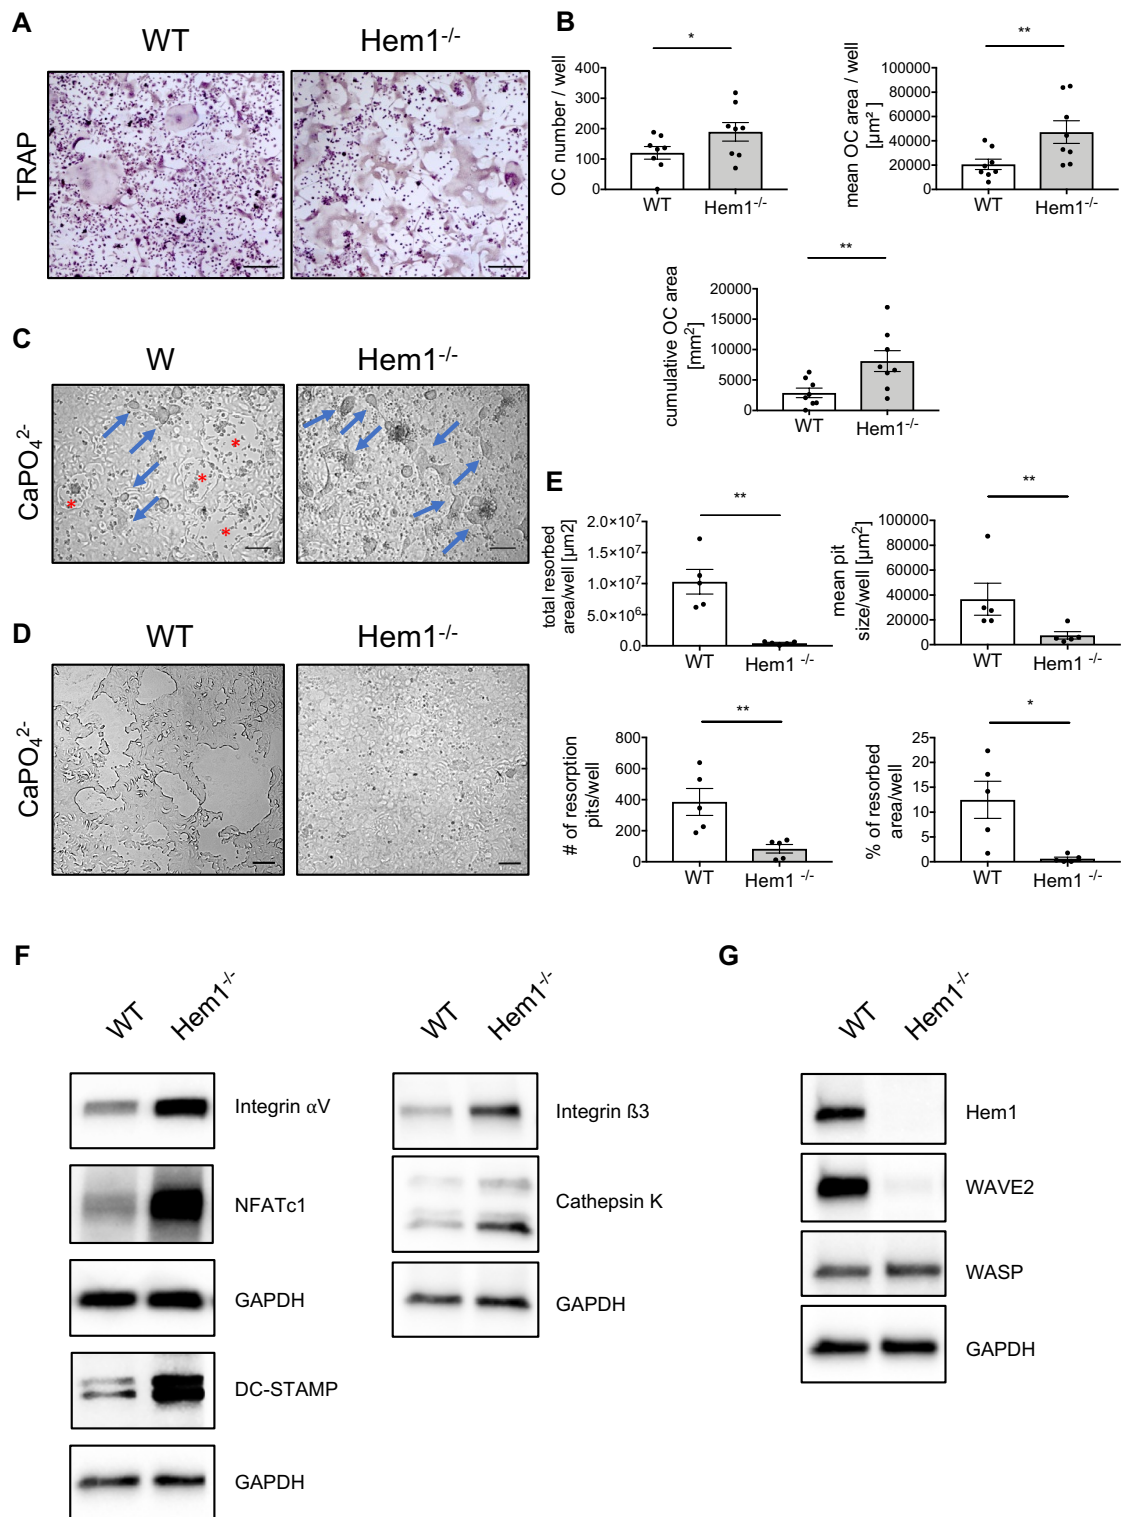 A
WT
Hem1-/-
TRAP
B
*
OC number / well
400
300
200
100
0
WT
Hem1-/-
**
mean OC area / well
[µm2]
100000
80000
60000
40000
20000
0
WT
Hem1-/-
**
cumulative OC area
[mm2]
20000
15000
10000
5000
0
WT
Hem1-/-
C
W
Hem1-/-
CaPO42-
*
*
*
*
D
WT
Hem1-/-
CaPO42-
E
**
total resorbed
area/well [µm2]
2.0×107
1.5×107
1.0×107
5.0×106
0.0
WT
Hem1 -/-
**
mean pit
size/well [µm2]
100000
80000
60000
40000
20000
0
WT
Hem1 -/-
**
# of resorption
pits/well
800
600
400
200
0
WT
Hem1 -/-
*
% of resorbed
area/well
25
20
15
10
5
0
WT
Hem1 -/-
F
WT
Hem1-/-
Integrin αV
NFATc1
GAPDH
DC-STAMP
GAPDH
WT
Hem1-/-
Integrin ß3
Cathepsin K
GAPDH
G
WT
Hem1-/-
Hem1
WAVE2
WASP
GAPDH